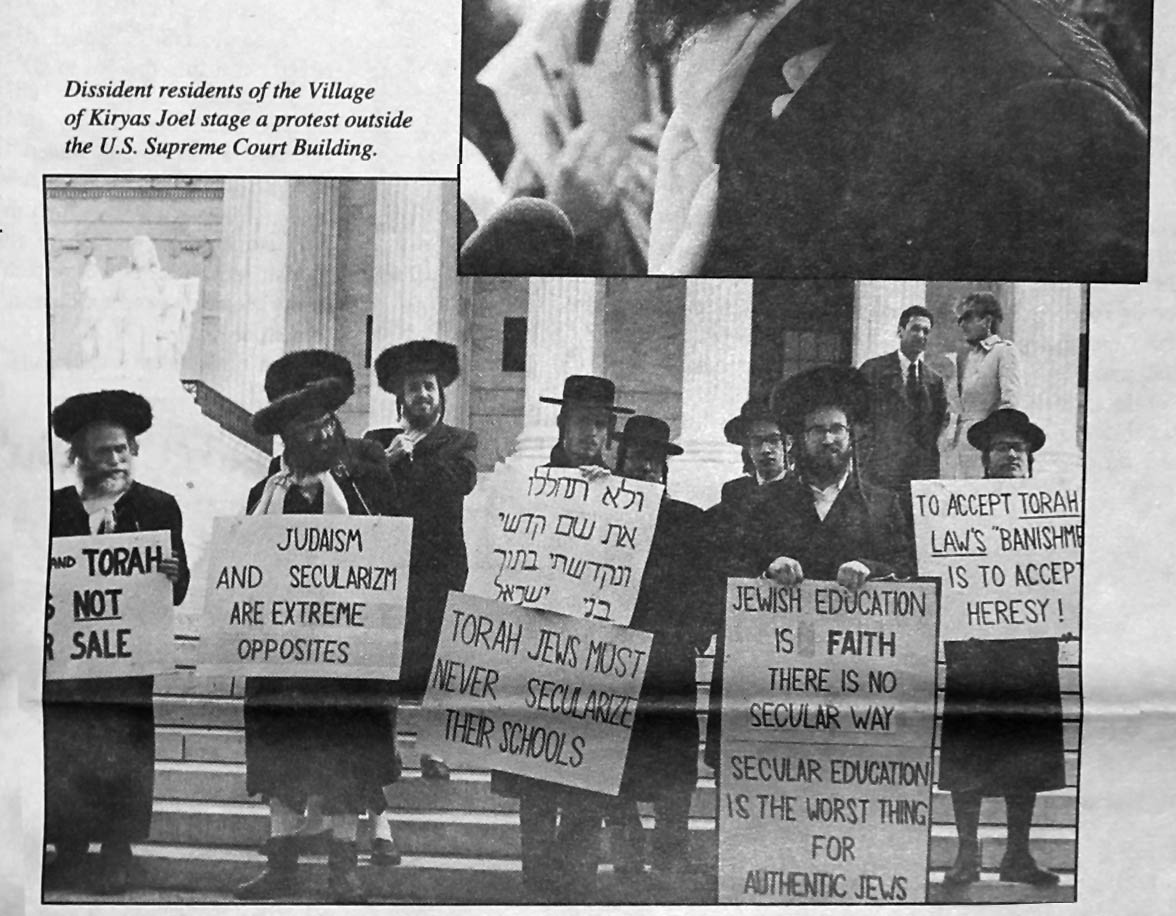 Dissident residents of the Village
of Kiryas Joel stage a protest outside
the U.S. Supreme Court Building.
AND TORAH
NOT
SALE
JUDAISM
AND SECULARIZM
ARE EXTREME
OPPOSITES
ולא תחללו
את שם קדשי
ונקדשתי בתוך
בני ישראל
TORAH JEWS MUST
NEVER SECULARIZE
THEIR SCHOOLS
JEWISH EDUCATION
IS FAITH
THERE IS NO
SECULAR WAY
SECULAR EDUCATION
IS THE WORST THING
FOR
AUTHENTIC JEWS
TO ACCEPT TORAH
LAW'S "BANISHME
IS TO ACCEPT
HERESY!